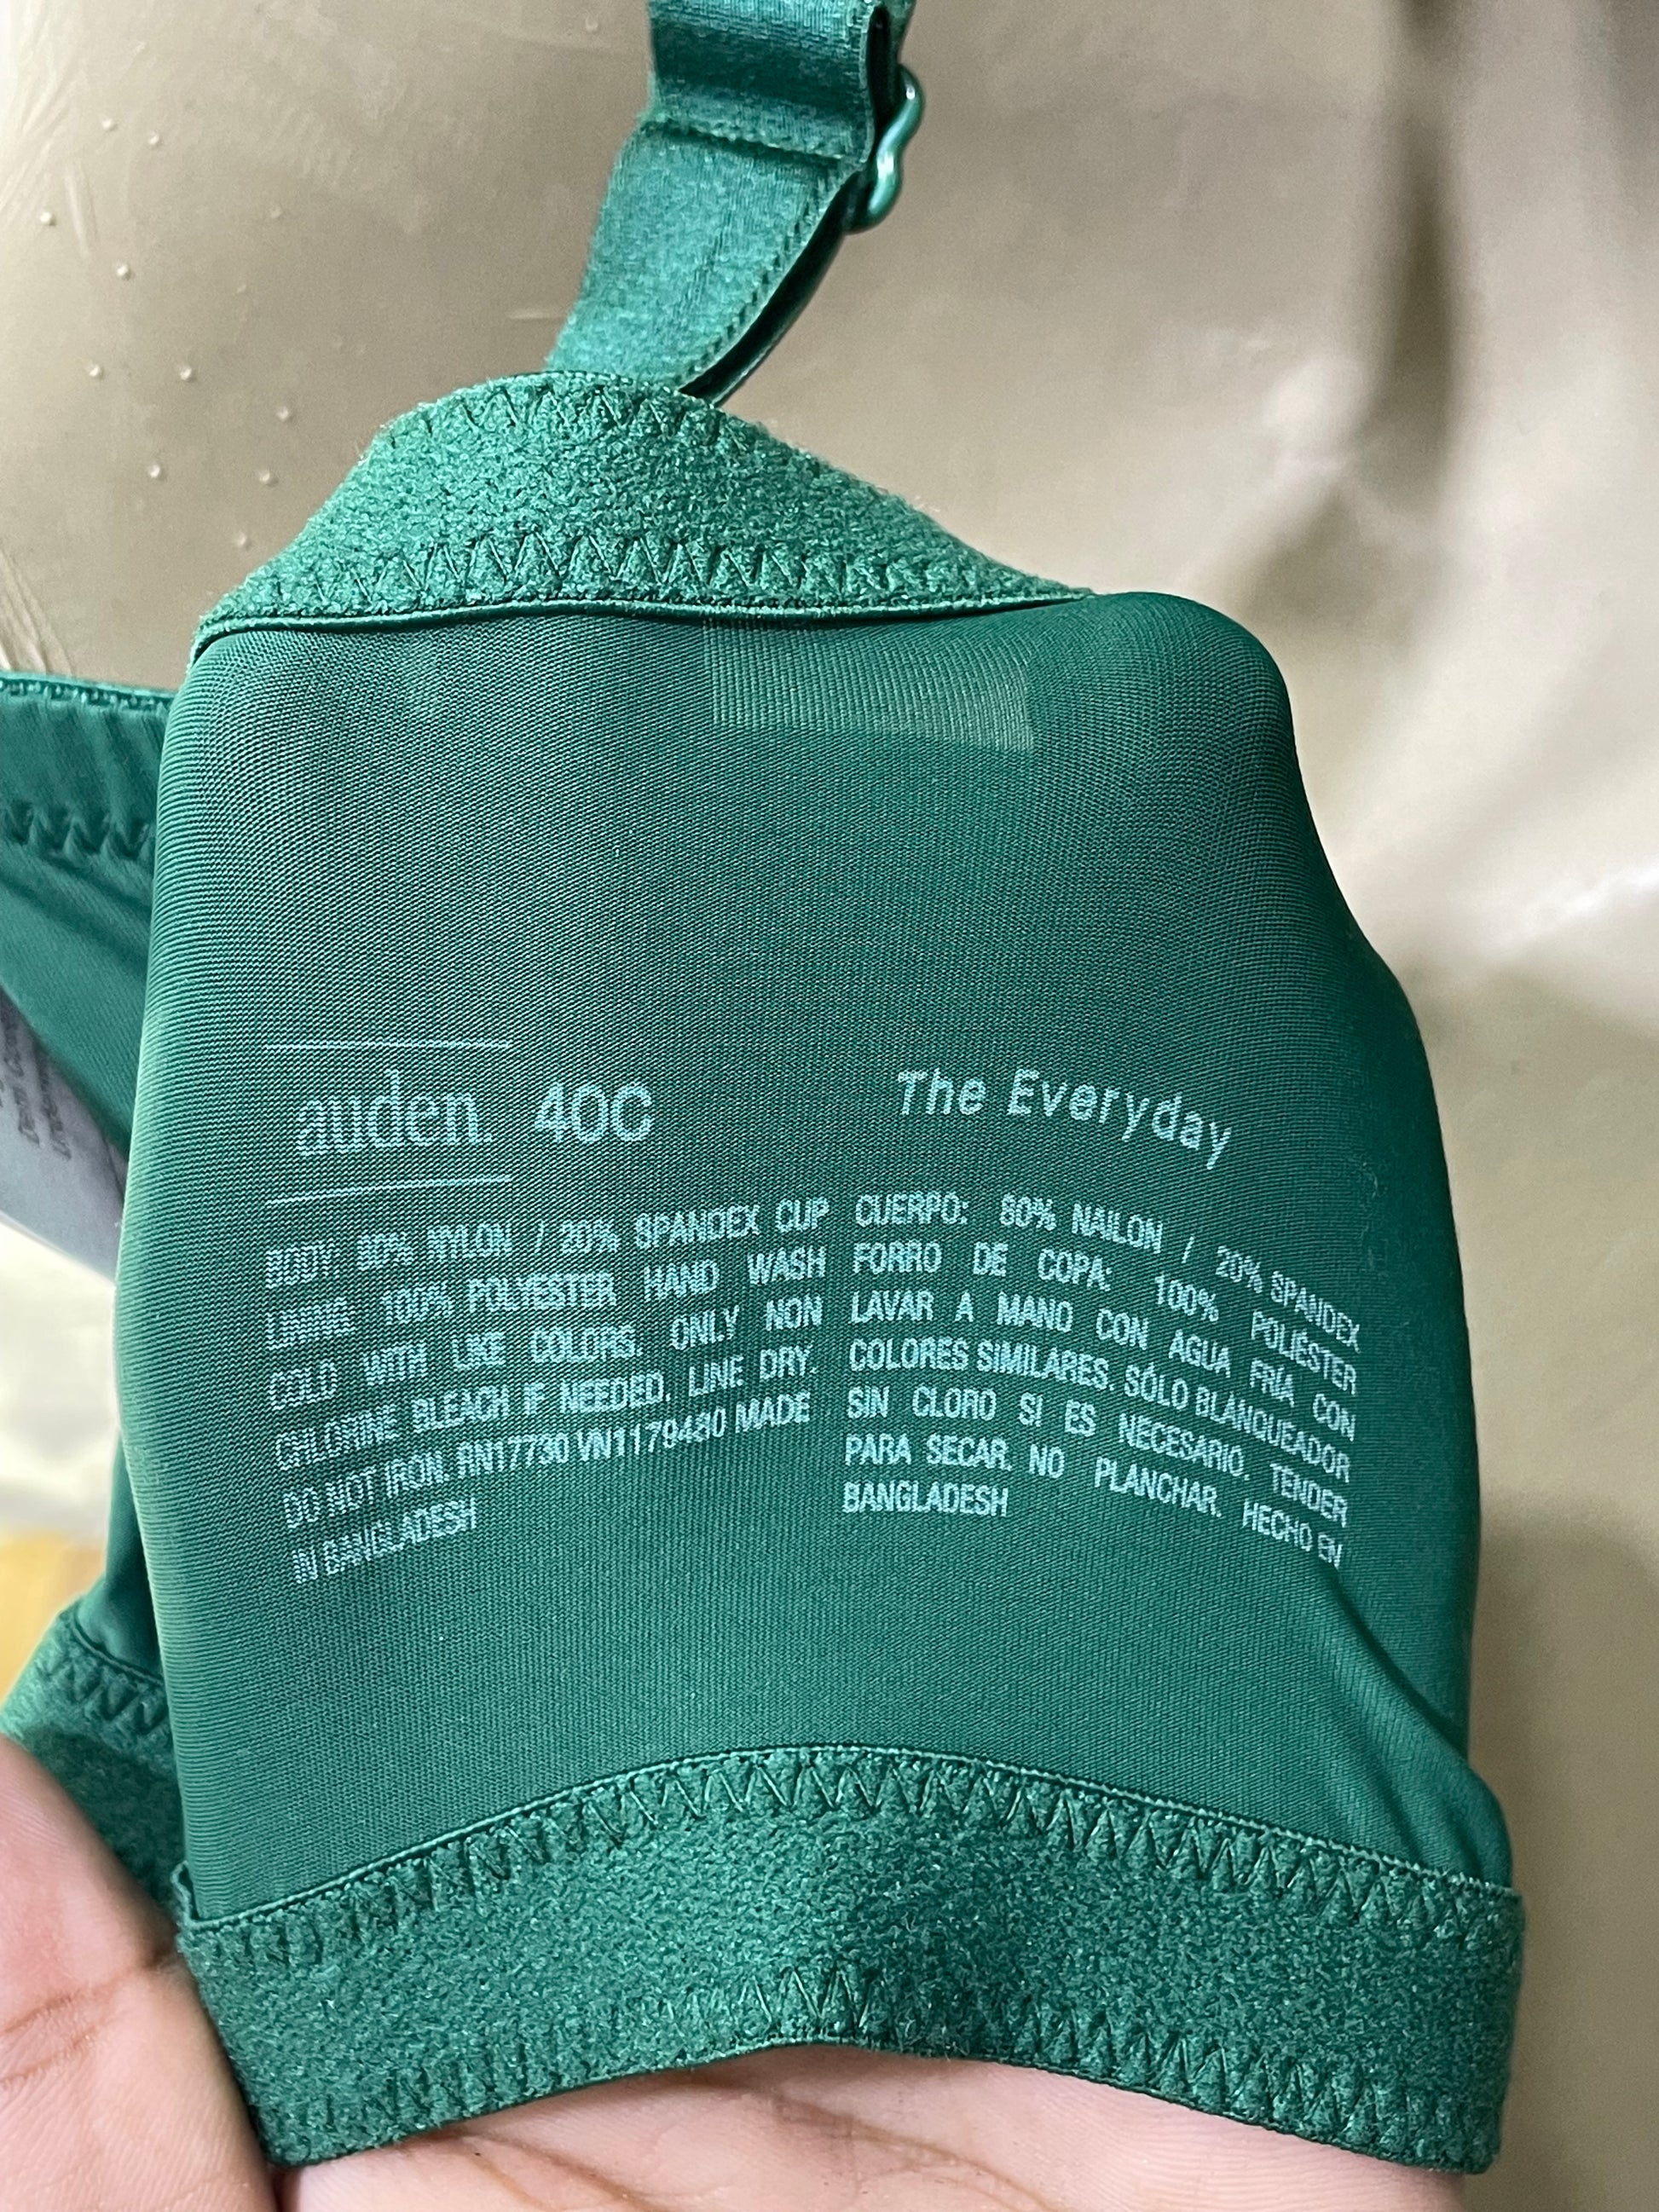 auden. 40C
The Everyday
BODY 80% NYLON / 20% SPANDEX CUP
LINING: 100% POLYESTER HAND WASH
COLD WITH LIKE COLORS. ONLY NON
CHLORINE BLEACH IF NEEDED. LINE DRY.
DO NOT IRON. RN17730 VN1179480 MADE
IN BANGLADESH
CUERPO: 80% NAILON / 20% SPANDEX
FORRO DE COPA: 100% POLIÉSTER
LAVAR A MANO CON AGUA FRIA CON
COLORES SIMILARES. SÓLO BLANQUEADOR
SIN CLORO SI ES NECESARIO. TENDER
PARA SECAR. NO PLANCHAR. HECHO EN
BANGLADESH